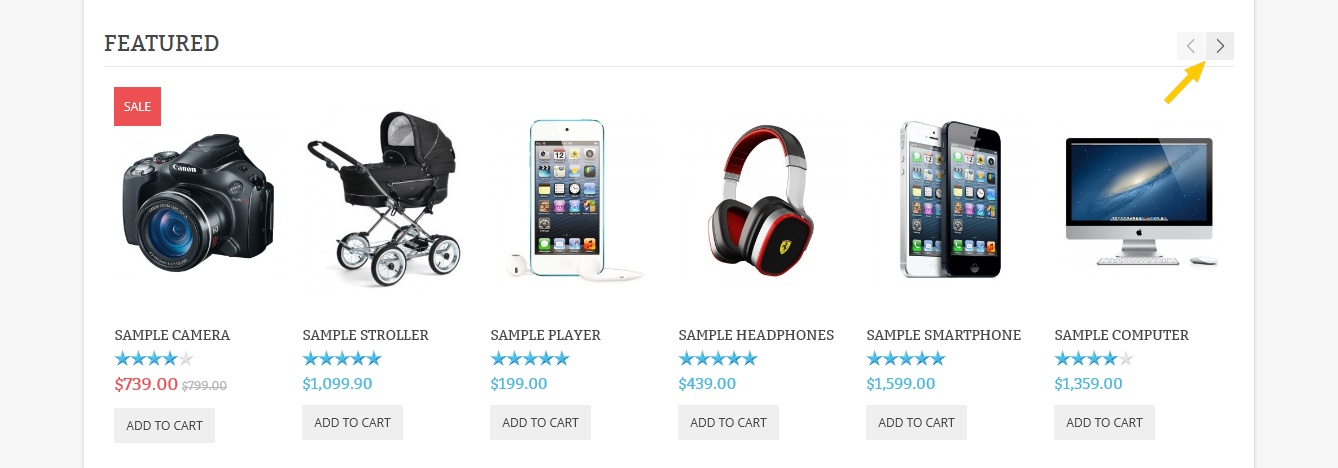 FEATURED
SALE
Canon
SAMPLE CAMERA
SAMPLE STROLLER
SAMPLE PLAYER
SAMPLE HEADPHONES
SAMPLE SMARTPHONE
SAMPLE COMPUTER
$739.00 $799.00
$1,099.90
$199.00
$439.00
$1,599.00
$1,359.00
ADD TO CART
ADD TO CART
ADD TO CART
ADD TO CART
ADD TO CART
ADD TO CART